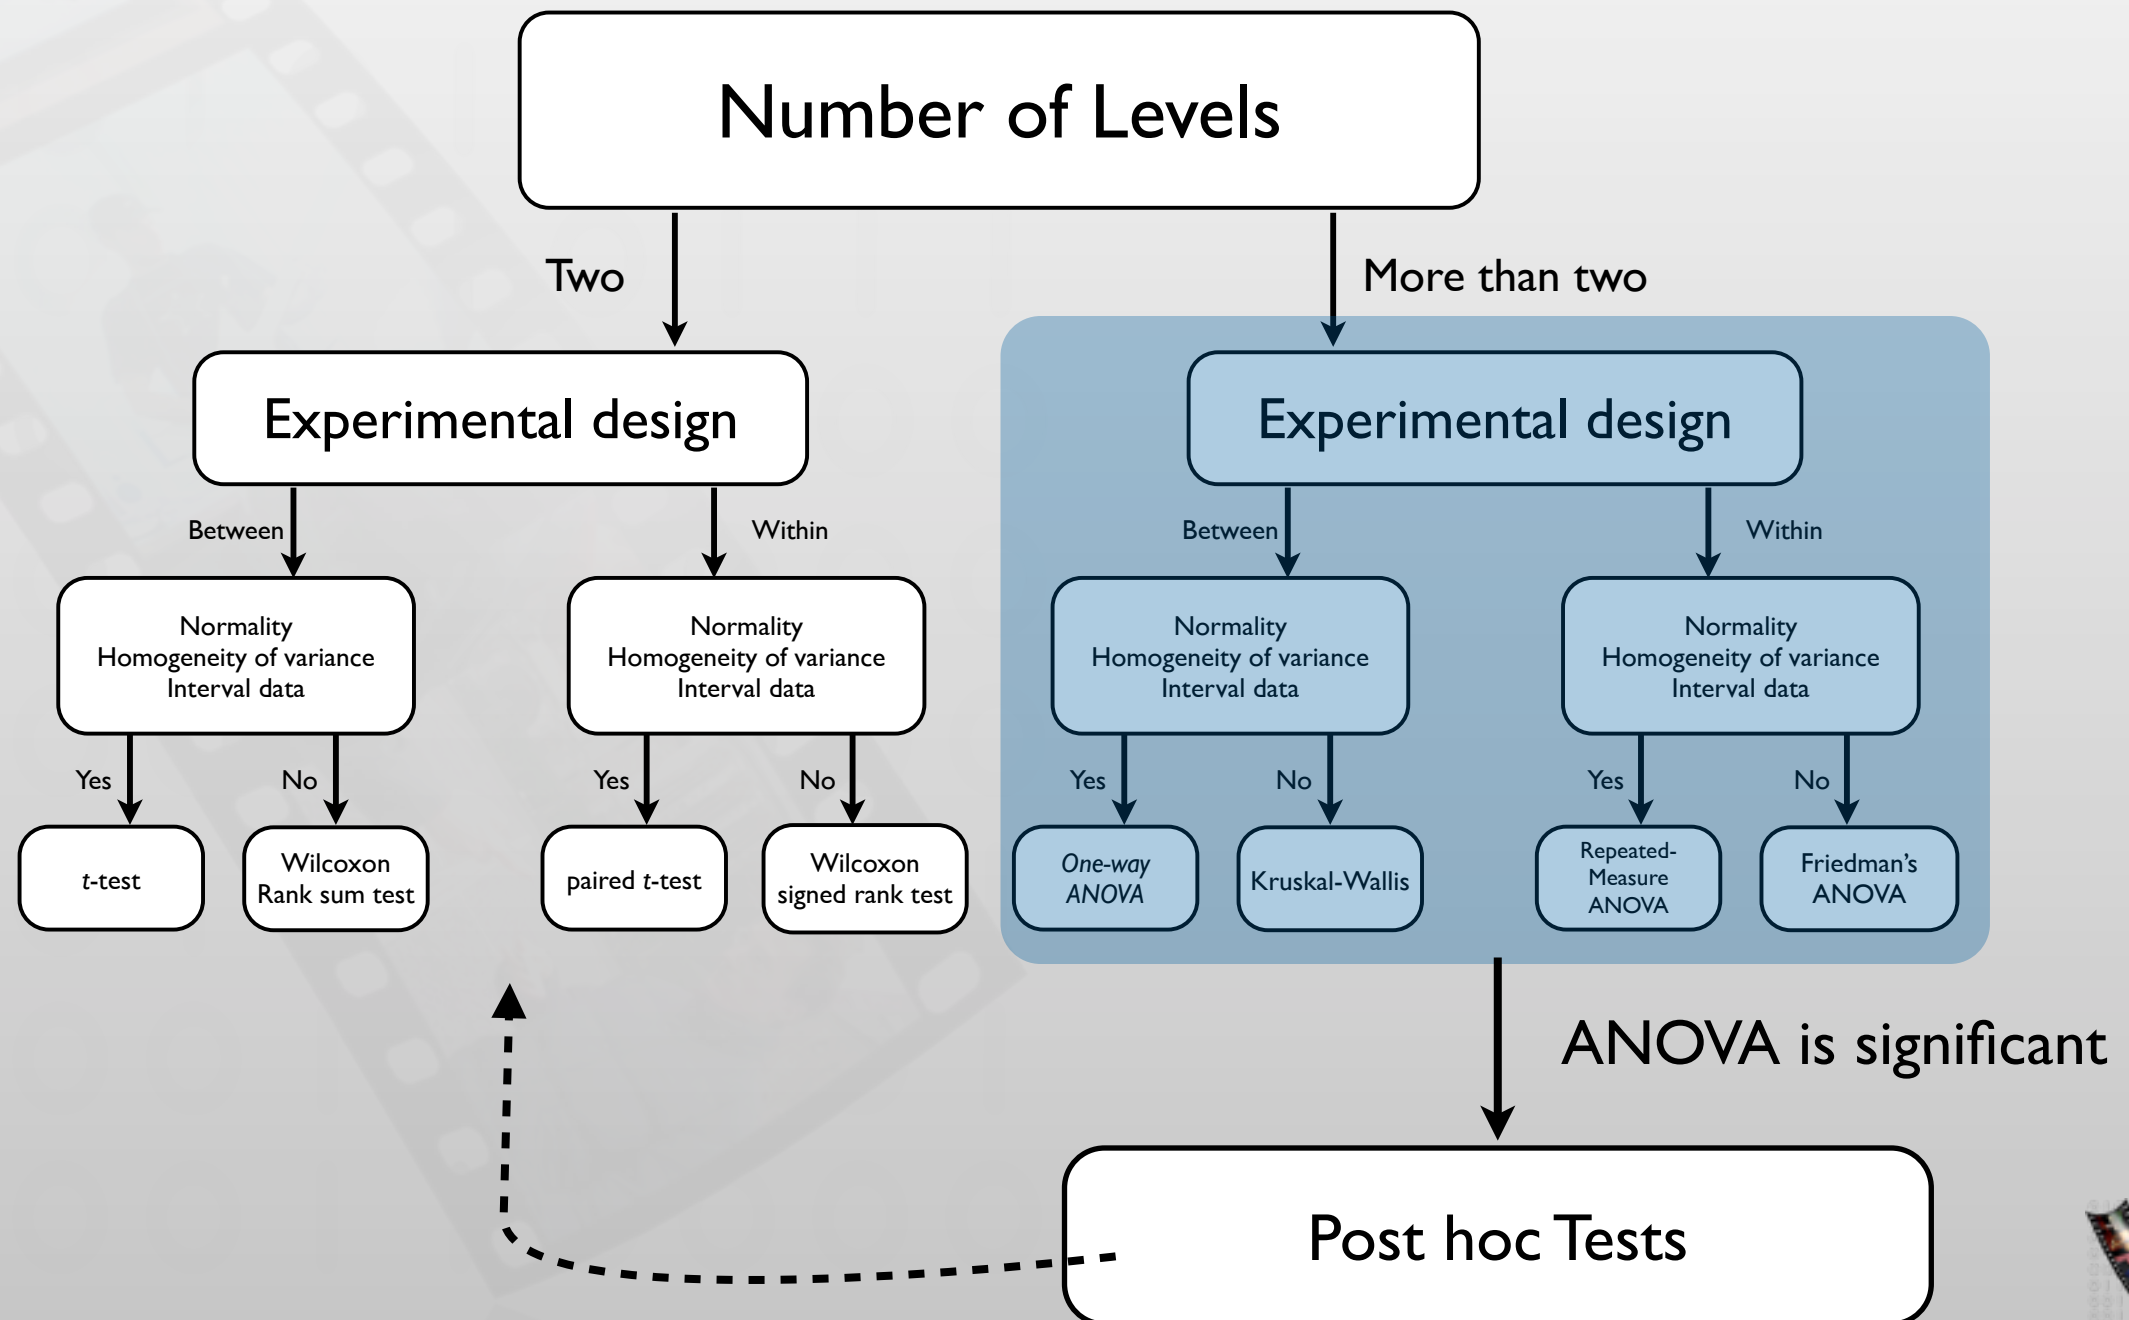 Number of Levels
Two
More than two
Experimental design
Experimental design
Between
Within
Between
Within
Normality
Homogeneity of variance
Interval data
Normality
Homogeneity of variance
Interval data
Normality
Homogeneity of variance
Interval data
Normality
Homogeneity of variance
Interval data
Yes
No
Yes
No
Yes
No
Yes
No
t-test
Wilcoxon
Rank sum test
paired t-test
Wilcoxon
signed rank test
One-way
ANOVA
Kruskal-Wallis
Repeated-
Measure
ANOVA
Friedman's
ANOVA
ANOVA is significant
Post hoc Tests